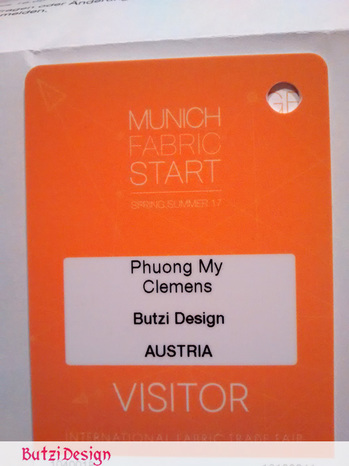 MUNICH
FABRIC
START
SPRING SUMMER 17
Phuong My
Clemens
Butzi Design
AUSTRIA
VISITOR
INTERNATIONAL FABRIC TRADE FAIR
Butzi Design